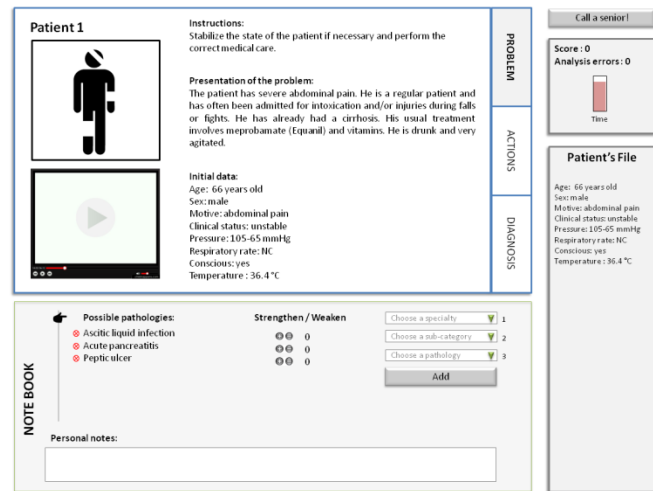 Patient 1
Instructions:
Stabilize the state of the patient if necessary and perform the
correct medical care.
Presentation of the problem:
The patient has severe abdominal pain. He is a regular patient and
has often been admitted for intoxication and/or injuries during falls
or fights. He has already had a cirrhosis. His usual treatment
involves meprobamate (Equanil) and vitamins. He is drunk and very
agitated.
Initial data:
Age: 66 years old
Sex: male
Motive: abdominal pain
Clinical status: unstable
Pressure: 105-65 mmHg
Respiratory rate: NC
Conscious: yes
Temperature : 36.4 °C
PROBLEM
ACTIONS
DIAGNOSIS
Call a senior!
Score : 0
Analysis errors : 0
Time
Patient's File
Age: 66 years old
Sex: male
Motive: abdominal pain
Clinical status: unstable
Pressure: 105-65 mmHg
Respiratory rate: NC
Conscious: yes
Temperature : 36.4 °C
NOTE BOOK
Possible pathologies:
Strengthen / Weaken
Ascitic liquid infection
0
Acute pancreatitis
0
Peptic ulcer
0
Choose a specialty
1
Choose a sub-category
2
Choose a pathology
3
Add
Personal notes: